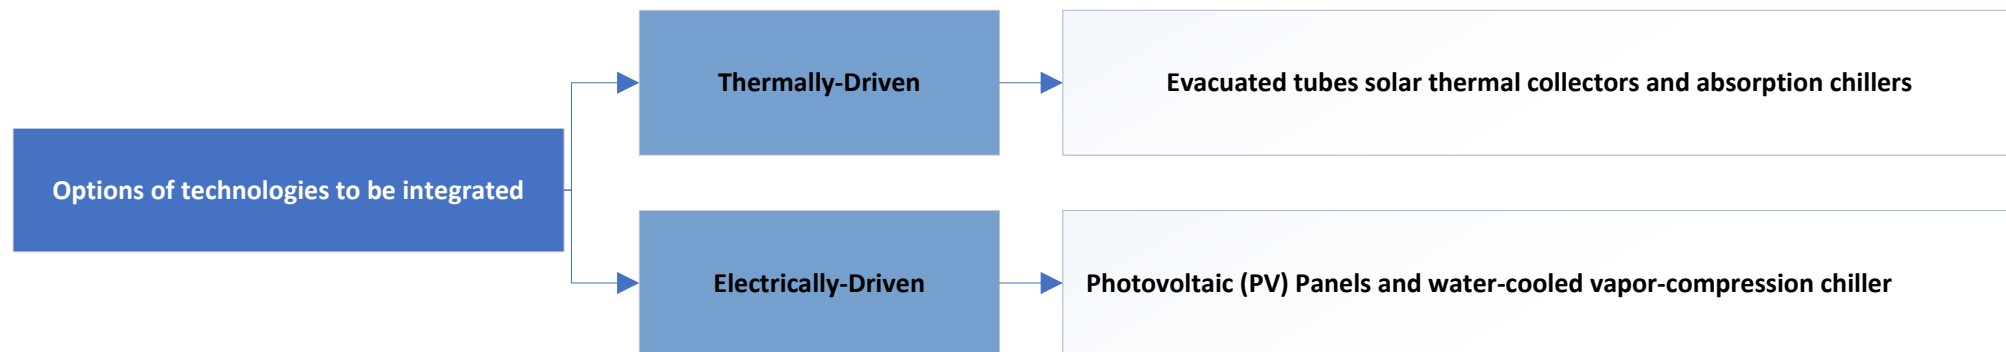 Thermally-Driven
Evacuated tubes solar thermal collectors and absorption chillers
Options of technologies to be integrated
Electrically-Driven
Photovoltaic (PV) Panels and water-cooled vapor-compression chiller